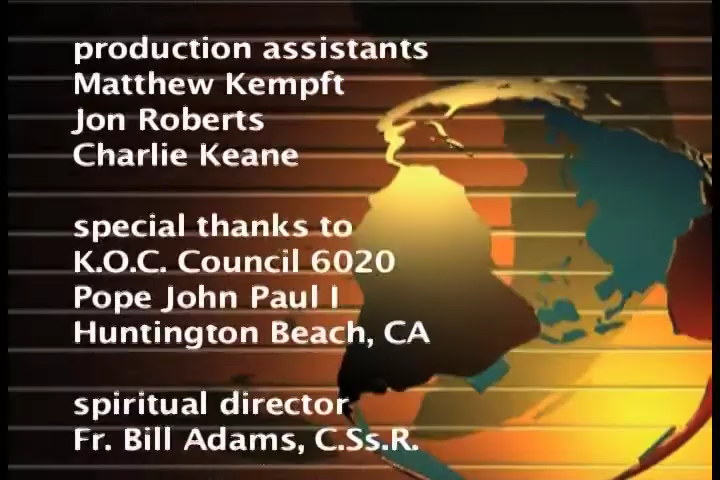 production assistants
Matthew Kempft
Jon Roberts
Charlie Keane
special thanks to
K.O.C. Council 6020
Pope John Paul I
Huntington Beach, CA
spiritual director
Fr. Bill Adams, C.Ss.R.